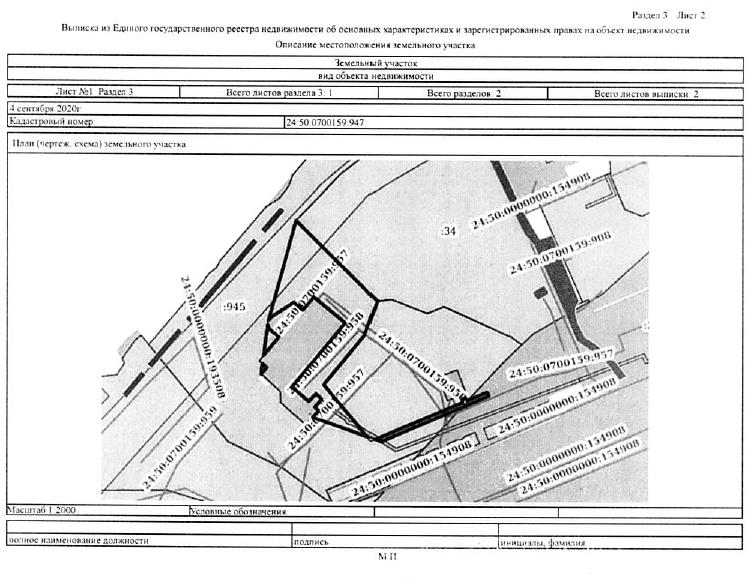 Раздел 3 Лист 2
Выписка из Единого государственного реестра недвижимости об основных характеристиках и зарегистрированных правах на объект недвижимости
Описание местоположения земельного участка
Земельный участок
вид объекта недвижимости
Лист №1 Раздел 3 Всего листов раздела 3: 1 Всего разделов: 2 Всего листов выписки: 2
4 сентября 2020г.
Кадастровый номер 24:50:0700159:947
План (чертеж, схема) земельного участка
24:50:0000000:154908
:34
24:50:0700159:908
24:50:0700159:957
:945
24:50:0000000:193508
24:50:0700159:958
24:50:0700159:957
24:50:0700159:957
24:50:0000000:154908
24:50:0700159:957
24:50:0000000:154908
24:50:0700159:959
24:50:0000000:154908
24:50:0000000:154908
24:50:0000000:154908
Масштаб 1:2000 Условные обозначения
полное наименование должности подпись инициалы, фамилия
М.П.